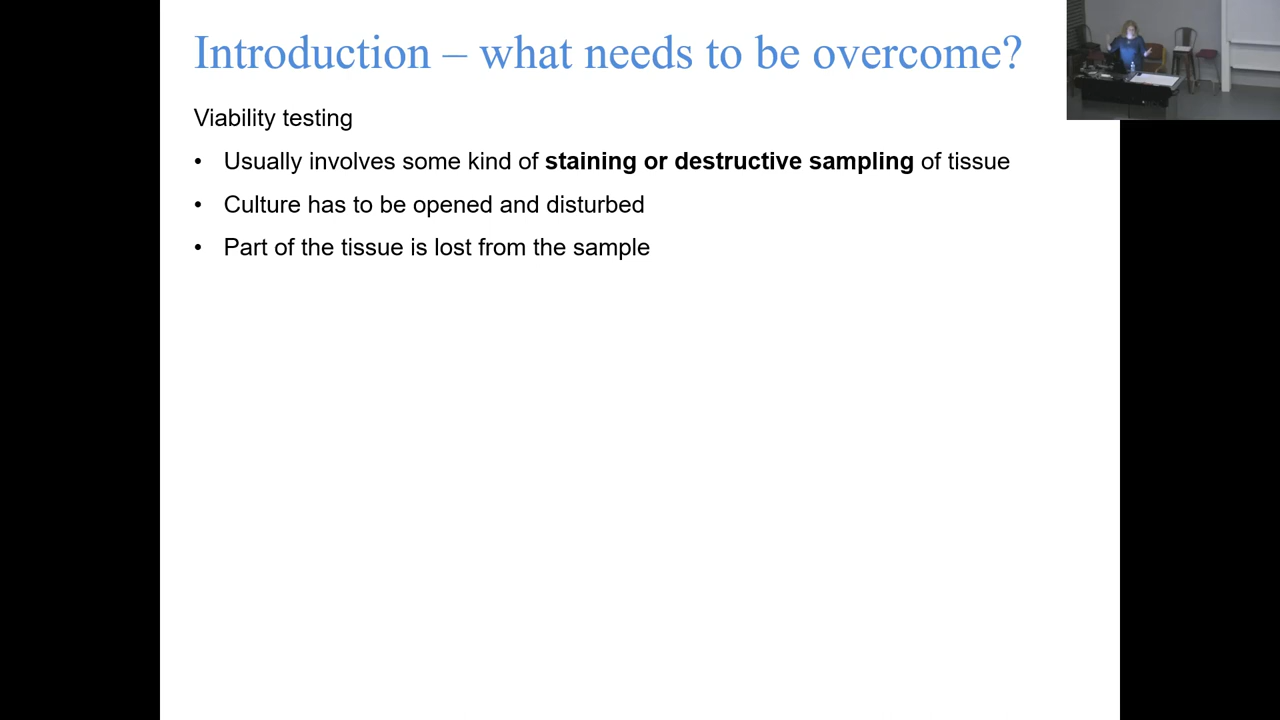 Introduction – what needs to be overcome?
Viability testing
• Usually involves some kind of staining or destructive sampling of tissue
• Culture has to be opened and disturbed
• Part of the tissue is lost from the sample